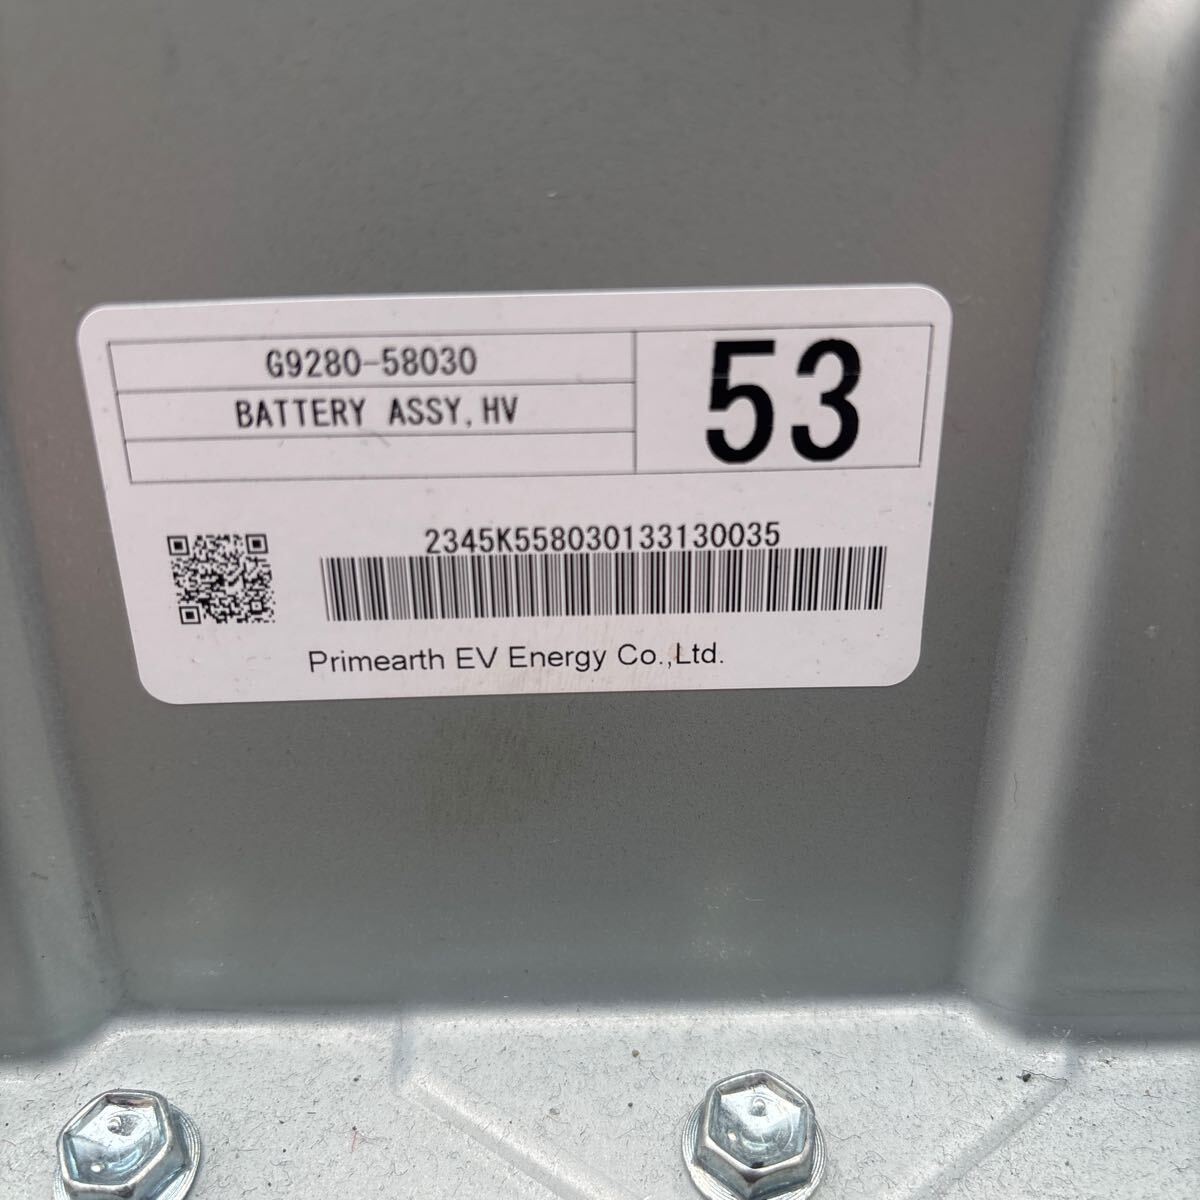 G9280-58030
BATTERY ASSY, HV
53
2345K558030133130035
Primearth EV Energy Co.,Ltd.